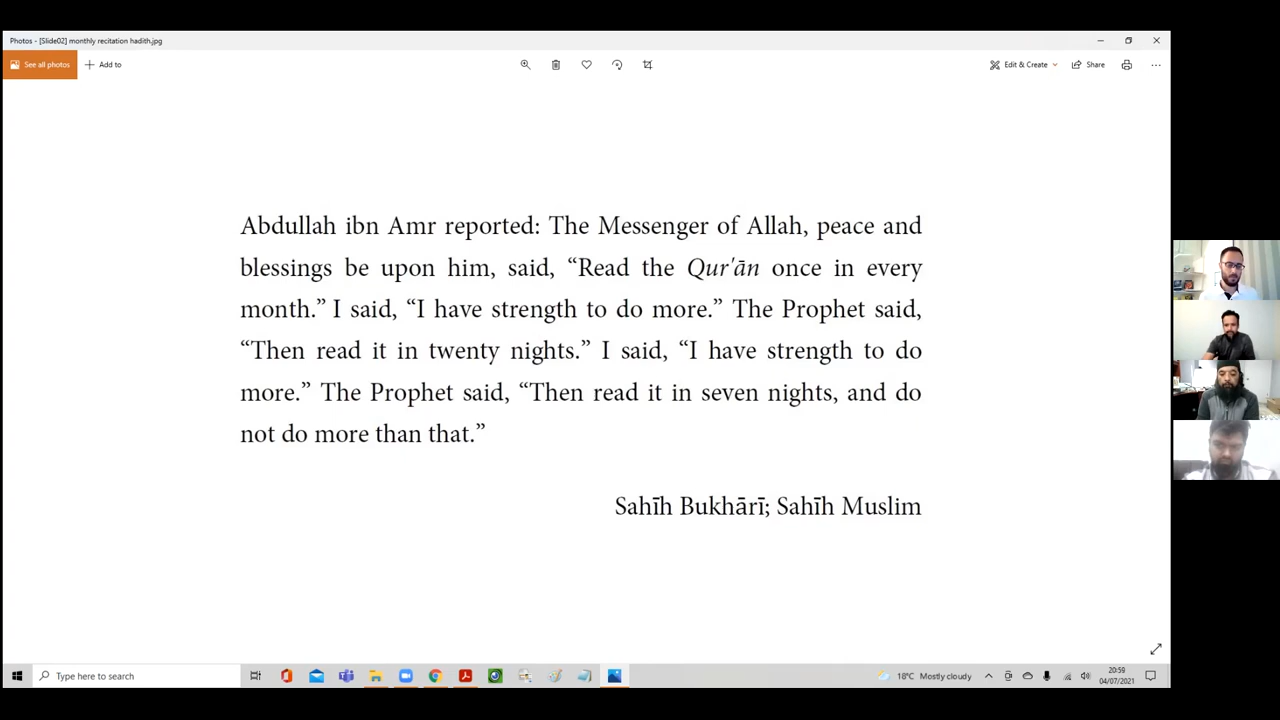 Photos - [Slide02] monthly recitation hadith.jpg
See all photos
Add to
Edit & Create
Share
Abdullah ibn Amr reported: The Messenger of Allah, peace and
blessings be upon him, said, “Read the Qur'ān once in every
month.” I said, “I have strength to do more.” The Prophet said,
“Then read it in twenty nights.” I said, “I have strength to do
more.” The Prophet said, “Then read it in seven nights, and do
not do more than that.”
Sahīh Bukhārī; Sahīh Muslim
Type here to search
18°C Mostly cloudy
20:59
04/07/2021